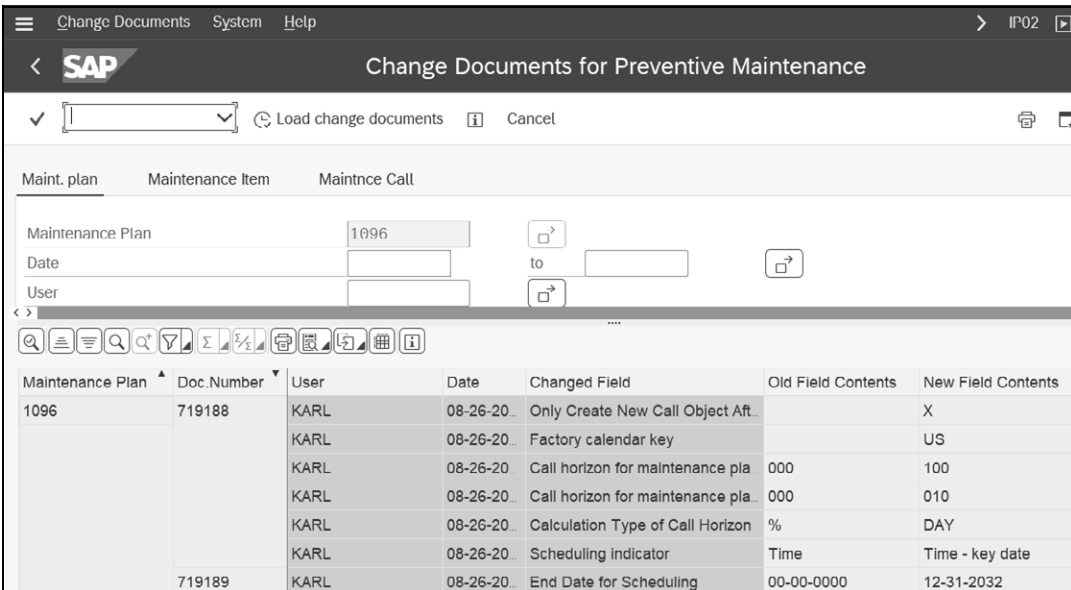 Change Documents System Help IP02
SAP Change Documents for Preventive Maintenance
Load change documents Cancel
Maint. plan Maintenance Item Maintnce Call
Maintenance Plan 1096
Date to
User
Maintenance Plan Doc.Number User Date Changed Field Old Field Contents New Field Contents
1096 719188 KARL 08-26-20... Only Create New Call Object Aft... X
KARL 08-26-20... Factory calendar key US
KARL 08-26-20... Call horizon for maintenance pla... 000 100
KARL 08-26-20... Call horizon for maintenance pla... 000 010
KARL 08-26-20... Calculation Type of Call Horizon % DAY
KARL 08-26-20... Scheduling indicator Time Time - key date
719189 KARL 08-26-20... End Date for Scheduling 00-00-0000 12-31-2032